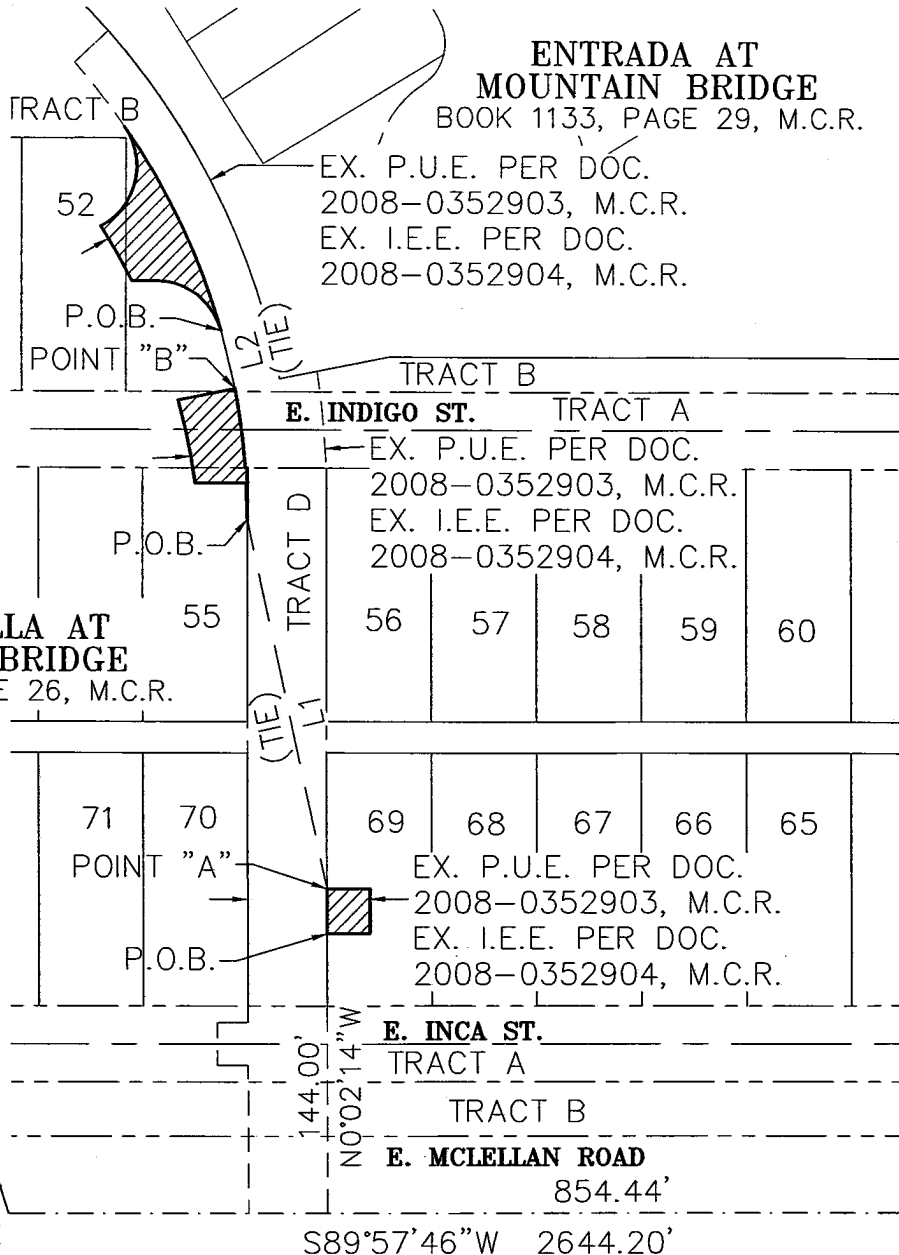 ENTRADA AT
MOUNTAIN BRIDGE
BOOK 1133, PAGE 29, M.C.R.
TRACT B
EX. P.U.E. PER DOC.
2008-0352903, M.C.R.
EX. I.E.E. PER DOC.
2008-0352904, M.C.R.
52
P.O.B.
L2
(TIE)
POINT "B"
TRACT B
E. INDIGO ST.
TRACT A
EX. P.U.E. PER DOC.
2008-0352903, M.C.R.
EX. I.E.E. PER DOC.
2008-0352904, M.C.R.
P.O.B.
TRACT D
55
56
57
58
59
60
LLA AT
BRIDGE
E 26, M.C.R.
(TIE)
L1
71
70
69
68
67
66
65
POINT "A"
EX. P.U.E. PER DOC.
2008-0352903, M.C.R.
EX. I.E.E. PER DOC.
2008-0352904, M.C.R.
P.O.B.
E. INCA ST.
TRACT A
144.00'
N0°02'14"W
TRACT B
E. MCLELLAN ROAD
854.44'
S89°57'46"W 2644.20'